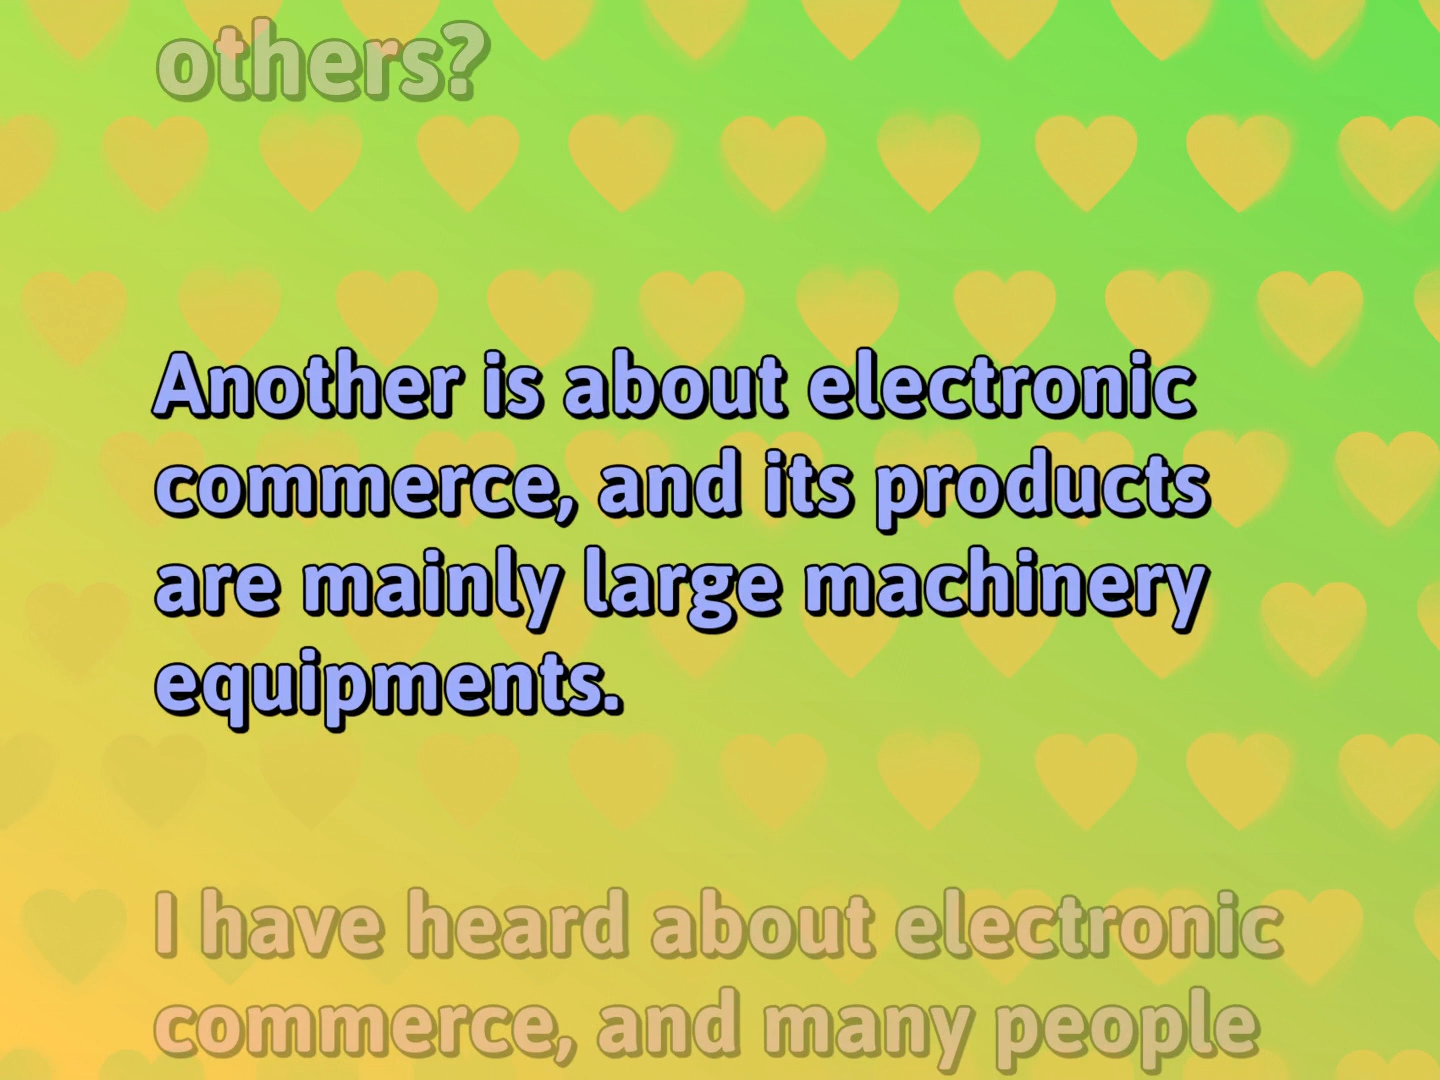 others?
Another is about electronic
commerce, and its products
are mainly large machinery
equipments.
I have heard about electronic
commerce, and many people